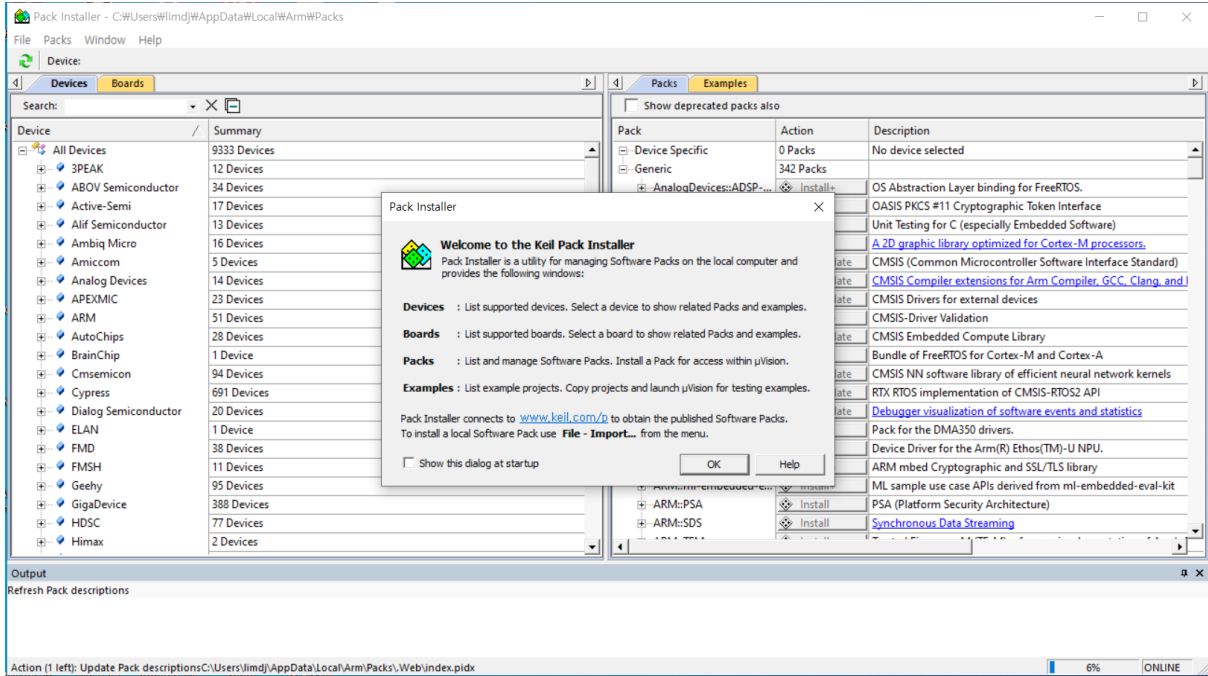 Pack Installer - C:₩Users₩limdj₩AppData₩Local₩Arm₩Packs
File Packs Window Help
Device:
Devices Boards
Search:
Device / Summary
All Devices 9333 Devices
3PEAK 12 Devices
ABOV Semiconductor 34 Devices
Active-Semi 17 Devices
Alif Semiconductor 13 Devices
Ambiq Micro 16 Devices
Amiccom 5 Devices
Analog Devices 14 Devices
APEXMIC 23 Devices
ARM 51 Devices
AutoChips 28 Devices
BrainChip 1 Device
Cmsemicon 94 Devices
Cypress 691 Devices
Dialog Semiconductor 20 Devices
ELAN 1 Device
FMD 38 Devices
FMSH 11 Devices
Geehy 95 Devices
GigaDevice 388 Devices
HDSC 77 Devices
Himax 2 Devices
Packs Examples
Show deprecated packs also
Pack Action Description
Device Specific 0 Packs No device selected
Generic 342 Packs
AnalogDevices::ADSP-... Install+ OS Abstraction Layer binding for FreeRTOS.
OASIS PKCS #11 Cryptographic Token Interface
Unit Testing for C (especially Embedded Software)
A 2D graphic library optimized for Cortex-M processors.
CMSIS (Common Microcontroller Software Interface Standard)
CMSIS Compiler extensions for Arm Compiler, GCC, Clang, and
CMSIS Drivers for external devices
CMSIS-Driver Validation
CMSIS Embedded Compute Library
Bundle of FreeRTOS for Cortex-M and Cortex-A
CMSIS NN software library of efficient neural network kernels
RTX RTOS implementation of CMSIS-RTOS2 API
Debugger visualization of software events and statistics
Pack for the DMA350 drivers.
Device Driver for the Arm(R) Ethos(TM)-U NPU.
ARM mbed Cryptographic and SSL/TLS library
ARM::ml-embedded-e... Install+ ML sample use case APIs derived from ml-embedded-eval-kit
ARM::PSA Install PSA (Platform Security Architecture)
ARM::SDS Install Synchronous Data Streaming
Pack Installer
Welcome to the Keil Pack Installer
Pack Installer is a utility for managing Software Packs on the local computer and
provides the following windows:
Devices : List supported devices. Select a device to show related Packs and examples.
Boards : List supported boards. Select a board to show related Packs and examples.
Packs : List and manage Software Packs. Install a Pack for access within µVision.
Examples : List example projects. Copy projects and launch µVision for testing examples.
Pack Installer connects to www.keil.com/p to obtain the published Software Packs.
To install a local Software Pack use File - Import... from the menu.
Show this dialog at startup
OK Help
Output
Refresh Pack descriptions
Action (1 left): Update Pack descriptionsC:\Users\limdj\AppData\Local\Arm\Packs\.Web\index.pidx 6% ONLINE